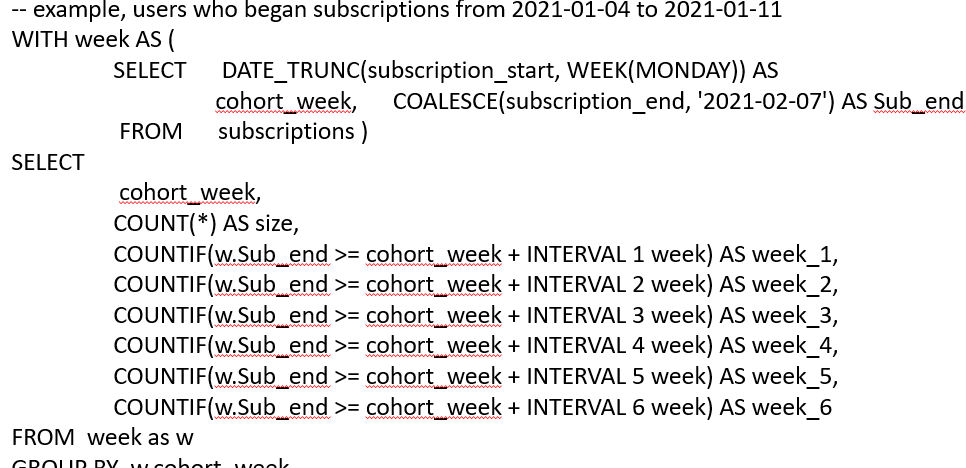 -- example, users who began subscriptions from 2021-01-04 to 2021-01-11
WITH week AS (
SELECT DATE_TRUNC(subscription_start, WEEK(MONDAY)) AS
cohort_week, COALESCE(subscription_end, '2021-02-07') AS Sub_end
FROM subscriptions )
SELECT
cohort_week,
COUNT(*) AS size,
COUNTIF(w.Sub_end >= cohort_week + INTERVAL 1 week) AS week_1,
COUNTIF(w.Sub_end >= cohort_week + INTERVAL 2 week) AS week_2,
COUNTIF(w.Sub_end >= cohort_week + INTERVAL 3 week) AS week_3,
COUNTIF(w.Sub_end >= cohort_week + INTERVAL 4 week) AS week_4,
COUNTIF(w.Sub_end >= cohort_week + INTERVAL 5 week) AS week_5,
COUNTIF(w.Sub_end >= cohort_week + INTERVAL 6 week) AS week_6
FROM week as w
GROUP BY w.cohort_week